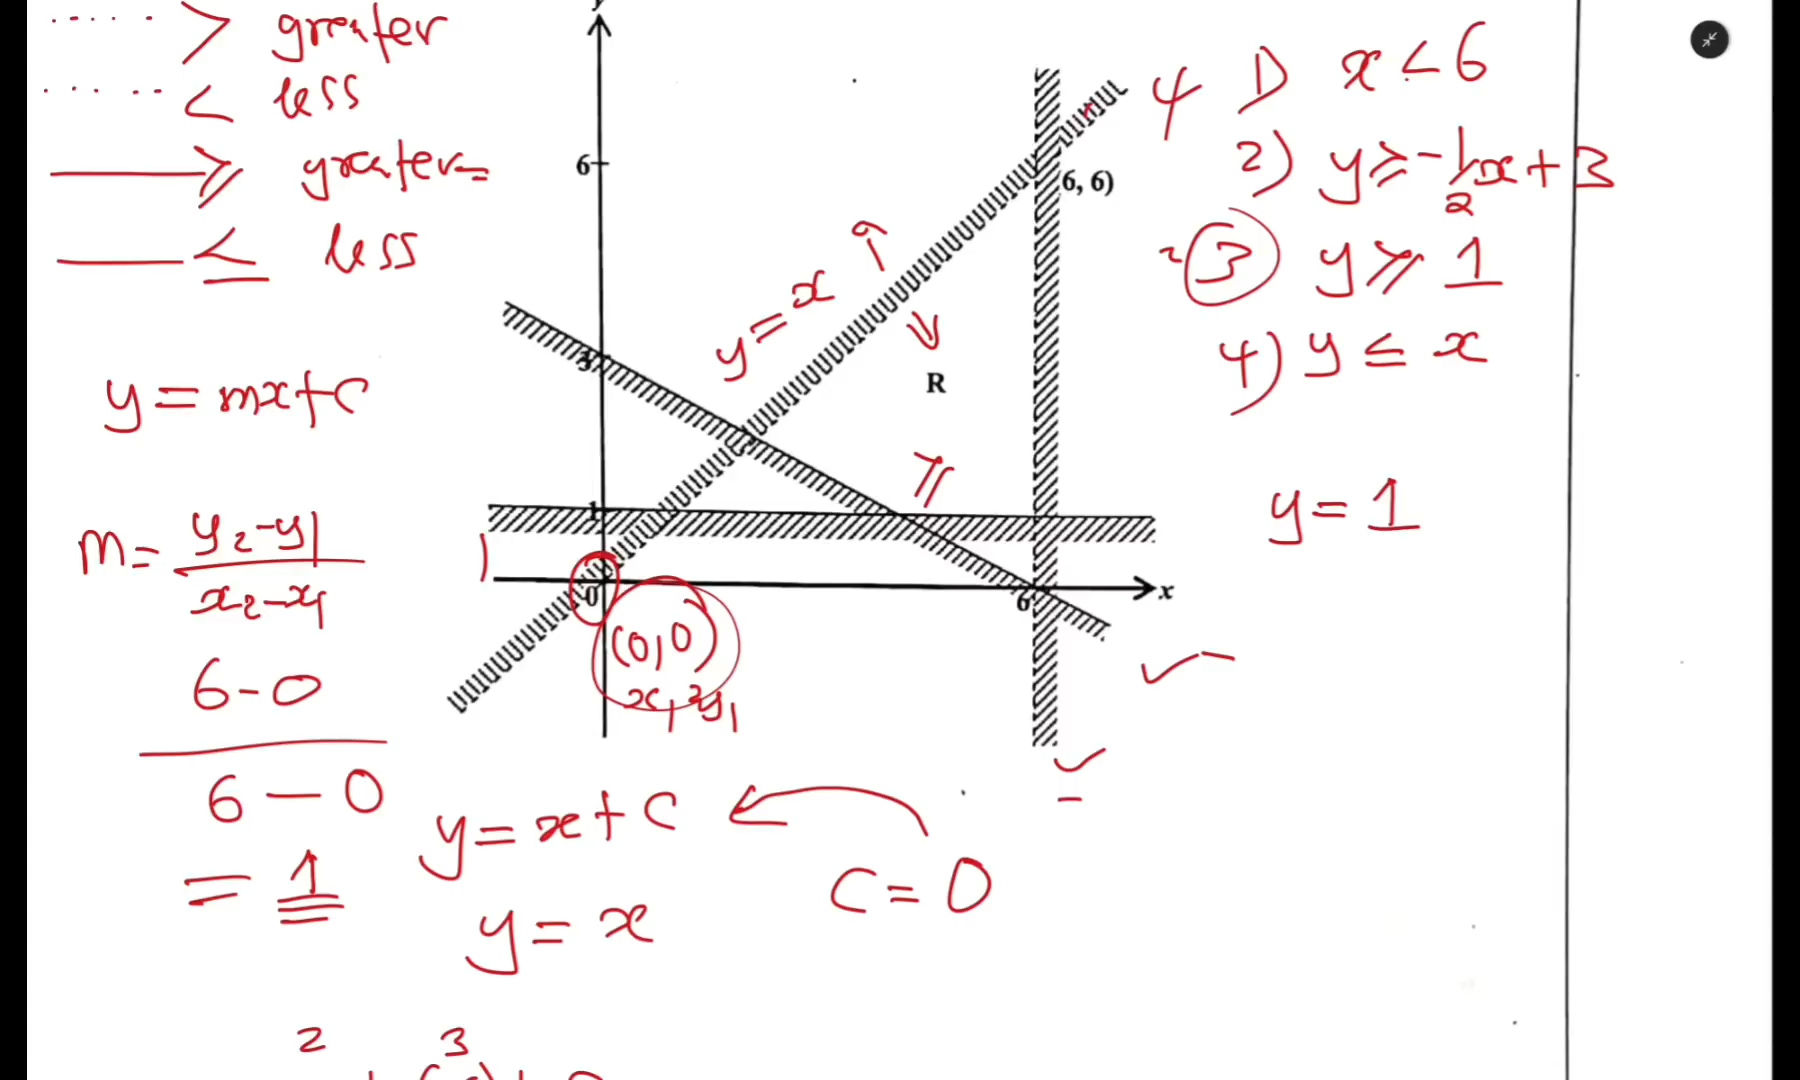 > greater
< less
⩾ greater=
≤ less
y = mx + c
m = y₂ - y₁
x₂ - x₁
6 - 0
6 - 0
= 1
y
6
6, 6)
y = x
3
R
1
0
6
x
(0, 0)
x₁, y₁
y = x + c
c = 0
y = x
4
1) x < 6
2) y ⩾ -1/2 x + 3
3 y ⩾ 1
4) y ≤ x
y = 1
2 3